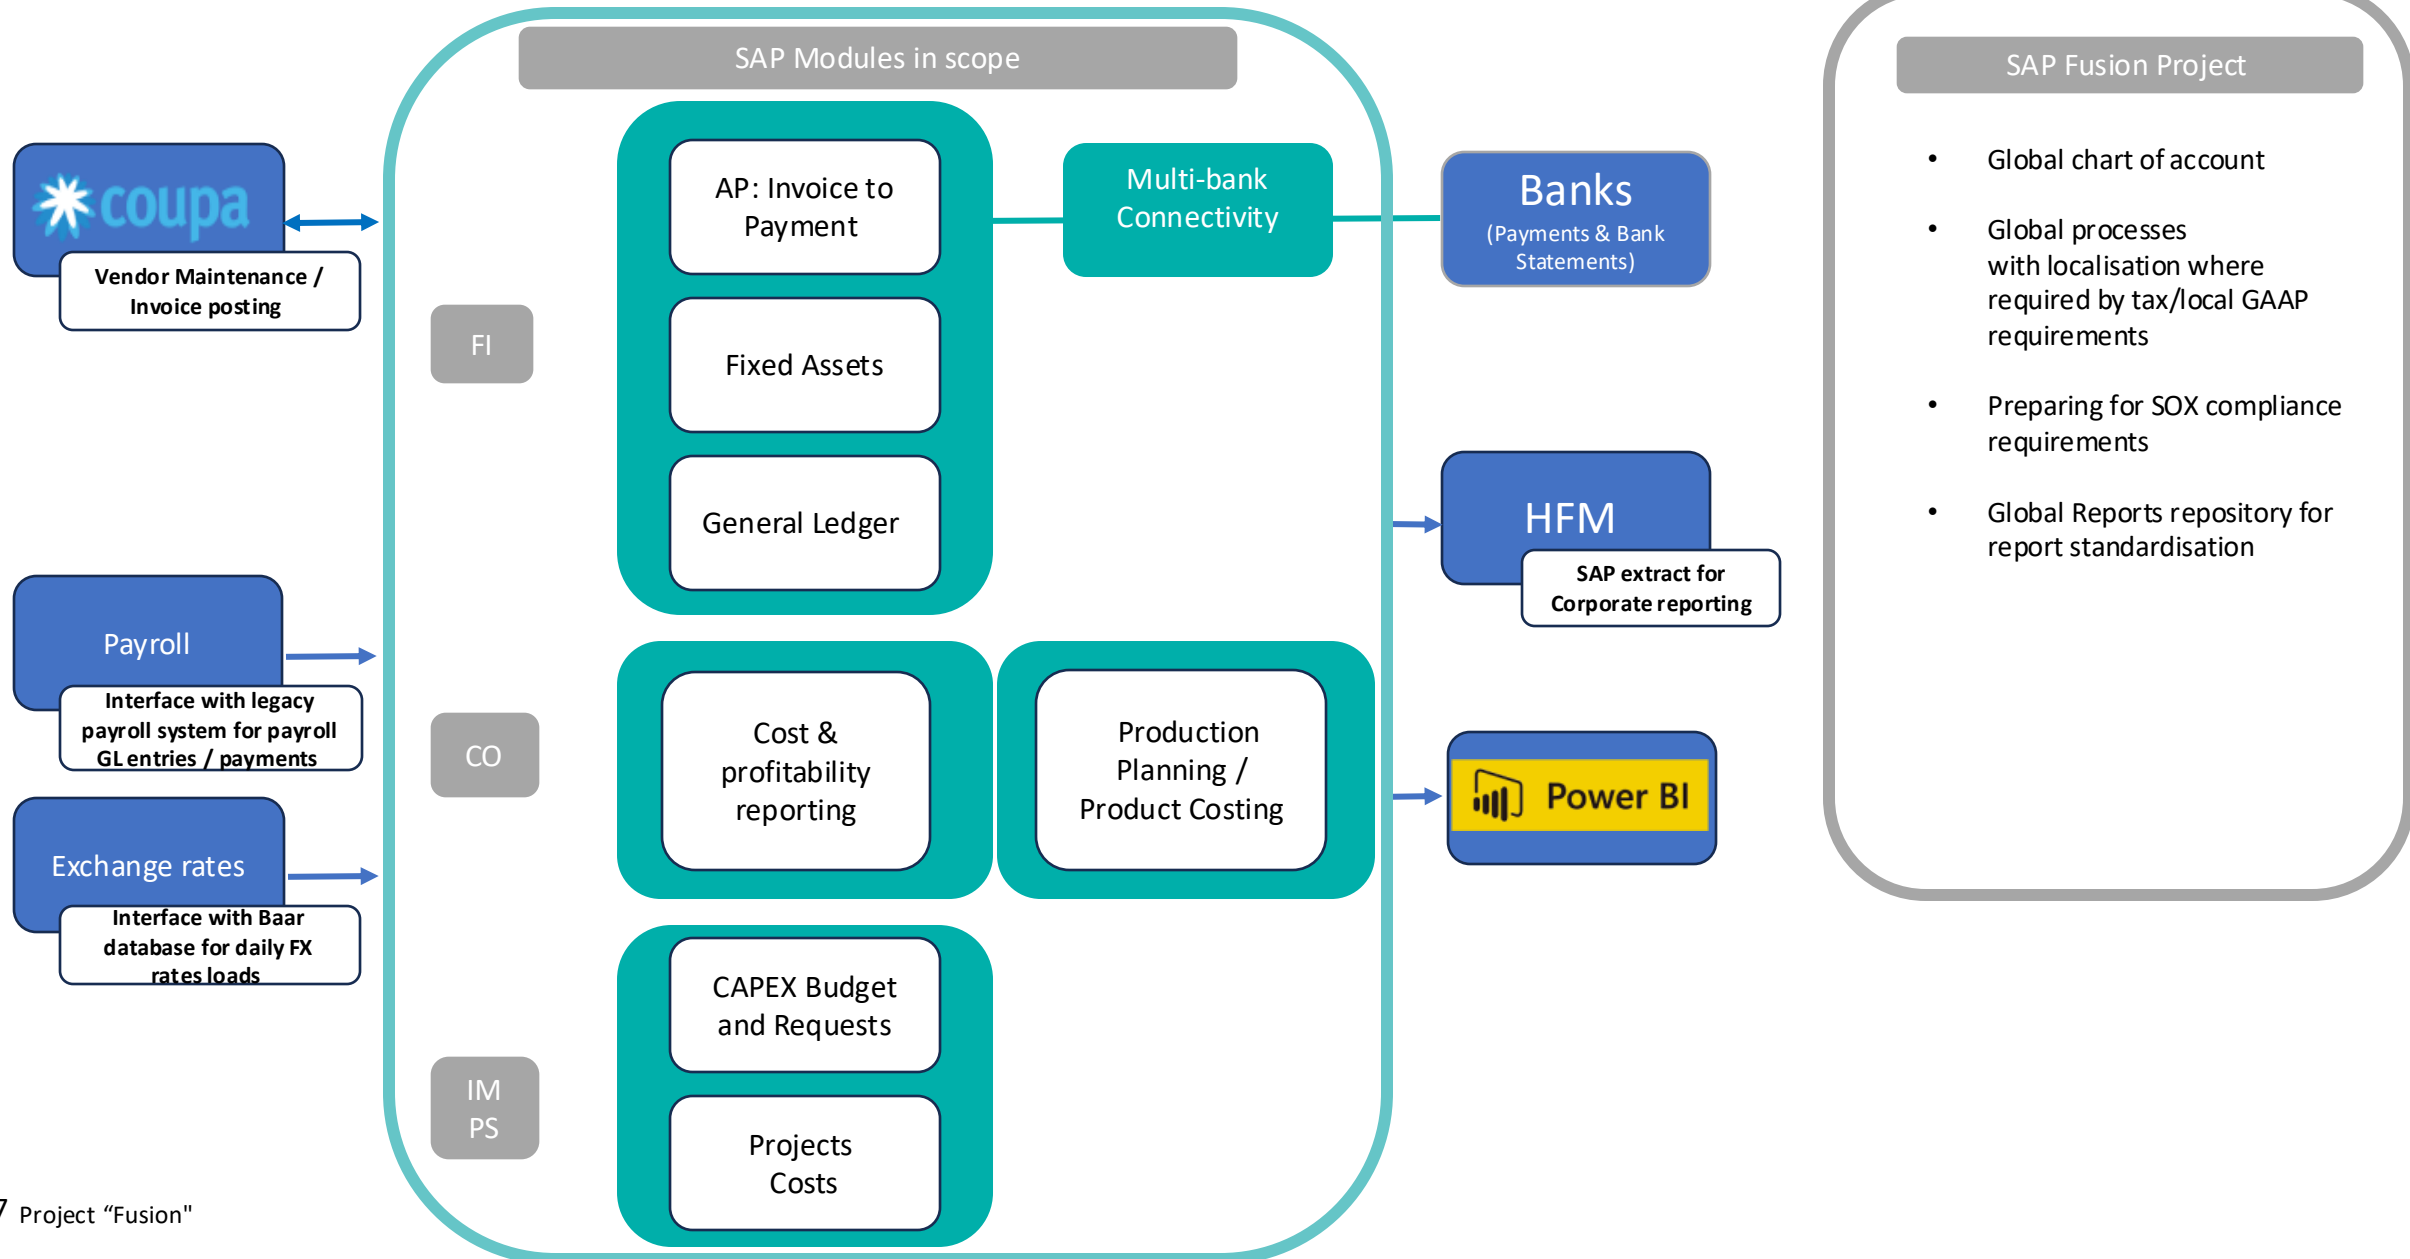 SAP Modules in scope
SAP Fusion Project
coupa
Vendor Maintenance /
Invoice posting
Payroll
Interface with legacy
payroll system for payroll
GL entries / payments
Exchange rates
Interface with Baar
database for daily FX
rates loads
FI
AP: Invoice to
Payment
Fixed Assets
General Ledger
Multi-bank
Connectivity
CO
Cost &
profitability
reporting
Production
Planning /
Product Costing
IM
PS
CAPEX Budget
and Requests
Projects
Costs
Banks
(Payments & Bank
Statements)
HFM
SAP extract for
Corporate reporting
Power BI
• Global chart of account
• Global processes
with localisation where
required by tax/local GAAP
requirements
• Preparing for SOX compliance
requirements
• Global Reports repository for
report standardisation
7 Project “Fusion"